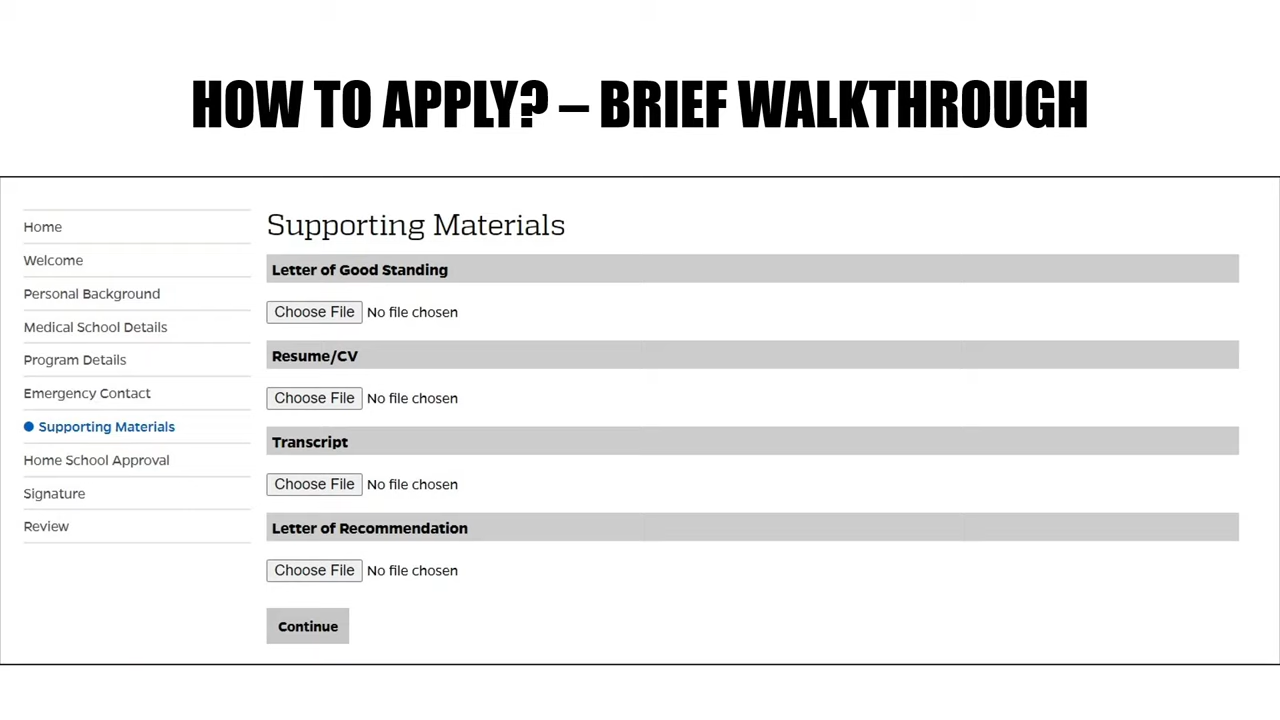 HOW TO APPLY? – BRIEF WALKTHROUGH
Home
Welcome
Personal Background
Medical School Details
Program Details
Emergency Contact
Supporting Materials
Home School Approval
Signature
Review
Supporting Materials
Letter of Good Standing
Choose File No file chosen
Resume/CV
Choose File No file chosen
Transcript
Choose File No file chosen
Letter of Recommendation
Choose File No file chosen
Continue